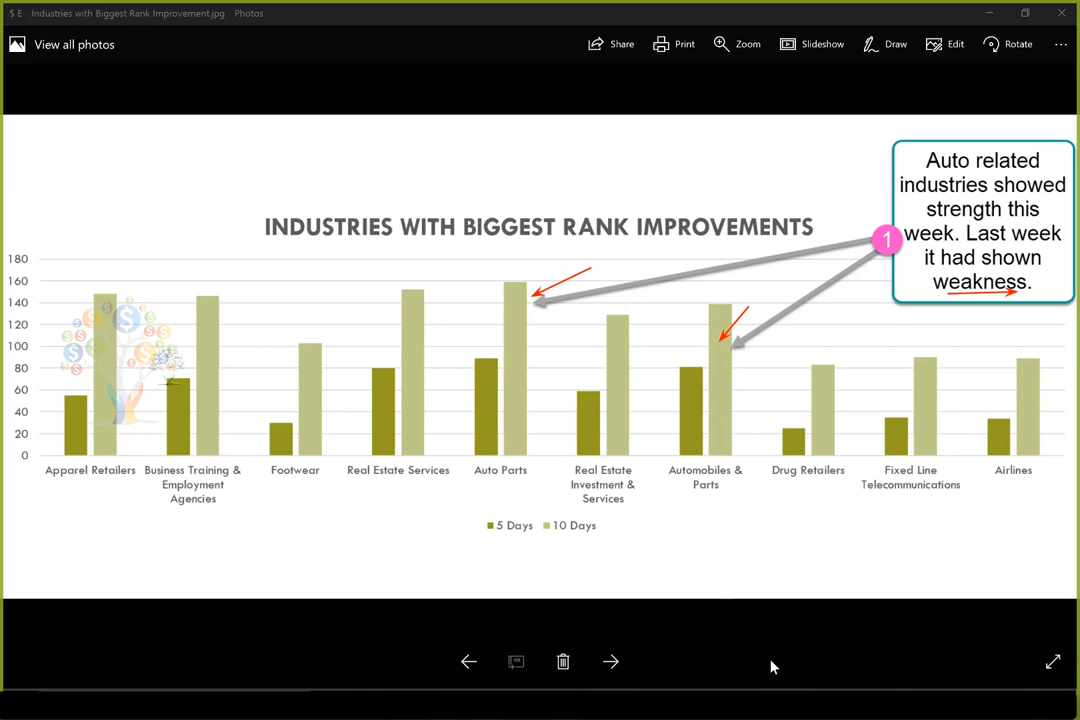 $ E Industries with Biggest Rank Improvement.jpg Photos
View all photos
Share Print Zoom Slideshow Draw Edit Rotate
Auto related
industries showed
strength this
week. Last week
it had shown
weakness.
1
INDUSTRIES WITH BIGGEST RANK IMPROVEMENTS
180
160
140
120
100
80
60
40
20
0
Apparel Retailers
Business Training &
Employment
Agencies
Footwear
Real Estate Services
Auto Parts
Real Estate
Investment &
Services
Automobiles &
Parts
Drug Retailers
Fixed Line
Telecommunications
Airlines
5 Days 10 Days